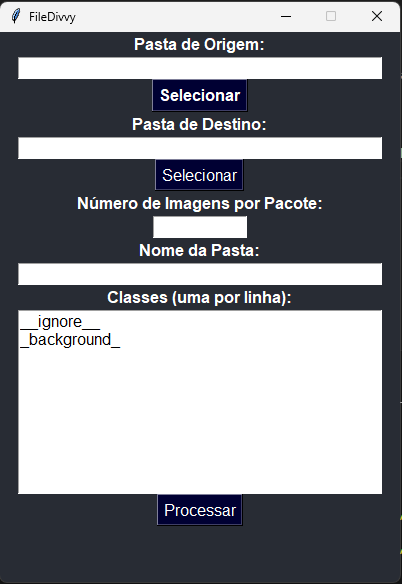 FileDivvy
Pasta de Origem:
Selecionar
Pasta de Destino:
Selecionar
Número de Imagens por Pacote:
Nome da Pasta:
Classes (uma por linha):
__ignore__
_background_
Processar